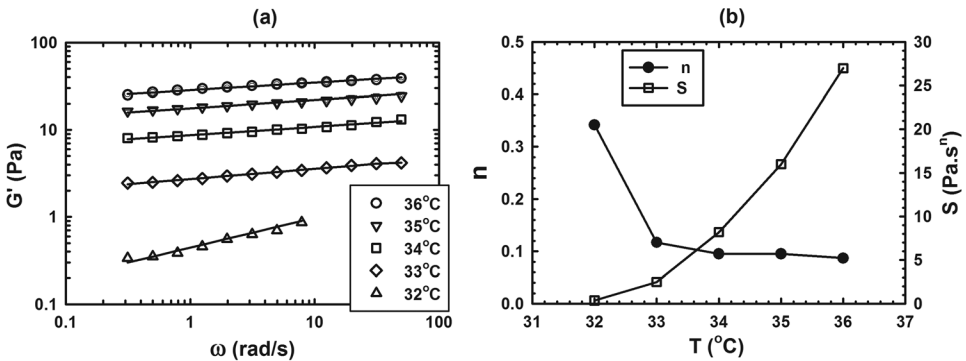 (a)
100
10
1
0.1
G' (Pa)
0.1
1
10
100
ω (rad/s)
36°C
35°C
34°C
33°C
32°C
(b)
0.5
0.4
0.3
0.2
0.1
0.0
n
n
S
30
25
20
15
10
5
0
S (Pa.sⁿ)
31
32
33
34
35
36
37
T (°C)